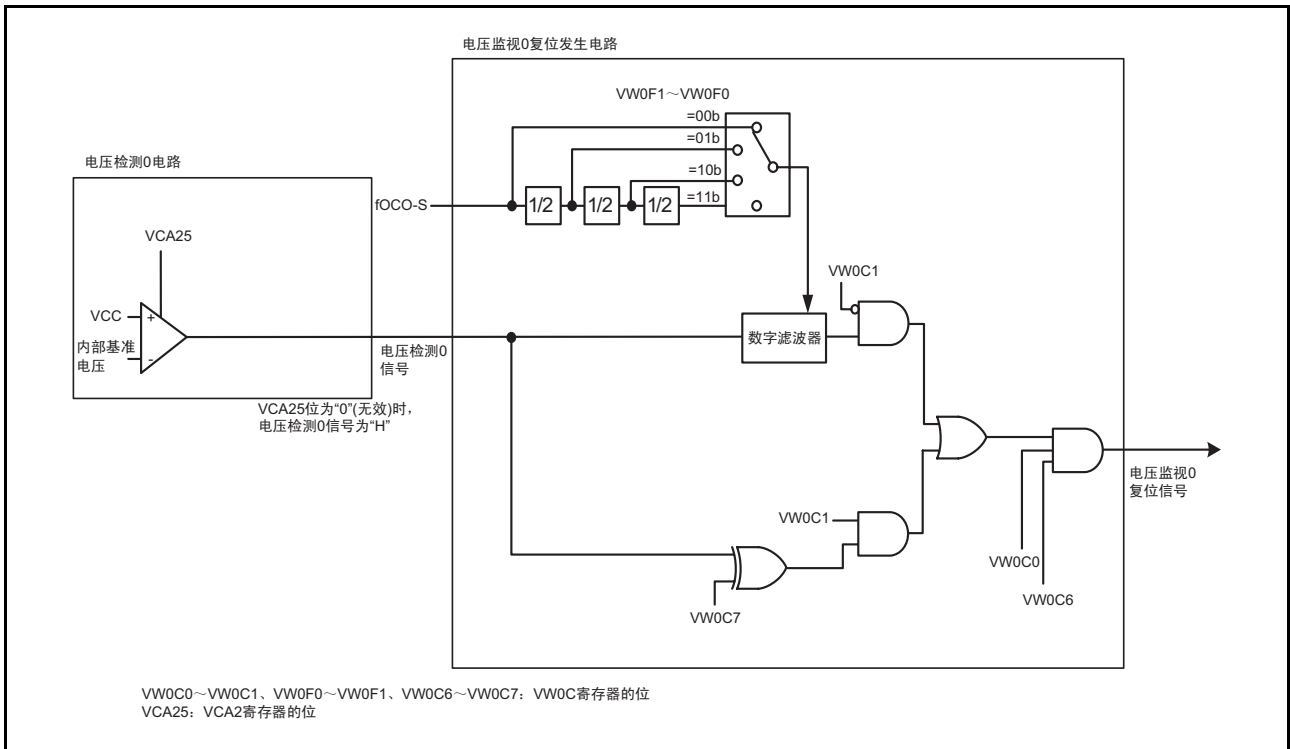 电压监视0复位发生电路
VW0F1～VW0F0
=00b
=01b
=10b
=11b
电压检测0电路
fOCO-S
1/2
1/2
1/2
VCA25
VCC
+
内部基准
电压
-
电压检测0
信号
VCA25位为“0”(无效)时，
电压检测0信号为“H”
数字滤波器
VW0C1
VW0C1
VW0C7
VW0C0
VW0C6
电压监视0
复位信号
VW0C0～VW0C1、VW0F0～VW0F1、VW0C6～VW0C7：VW0C寄存器的位
VCA25：VCA2寄存器的位